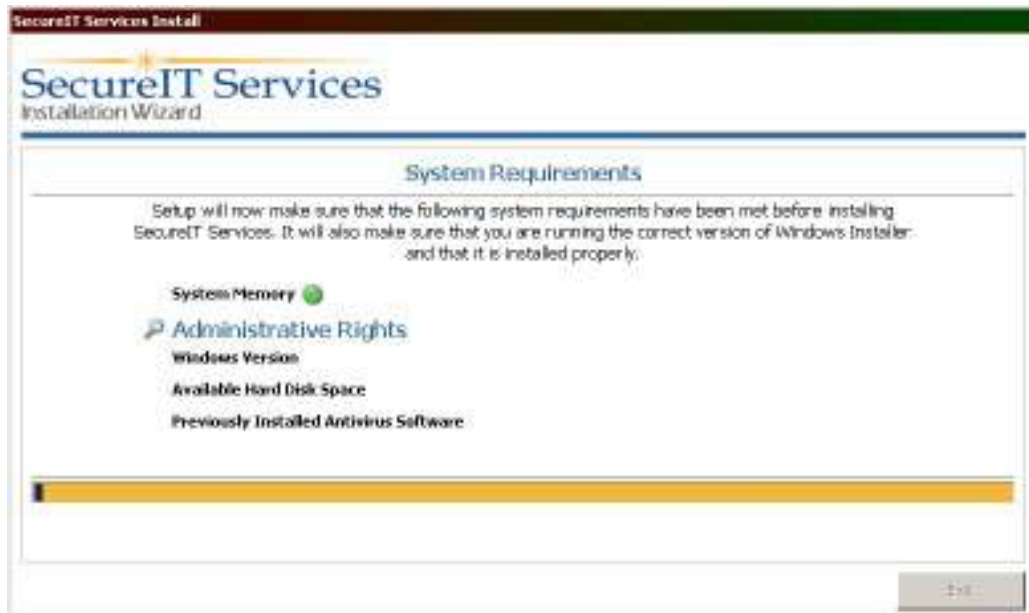 SecureIT Services Install
SecureIT Services
Installation Wizard
System Requirements
Setup will now make sure that the following system requirements have been met before installing
SecureIT Services. It will also make sure that you are running the correct version of Windows Installer
and that it is installed properly.
System Memory
Administrative Rights
Windows Version
Available Hard Disk Space
Previously Installed Antivirus Software